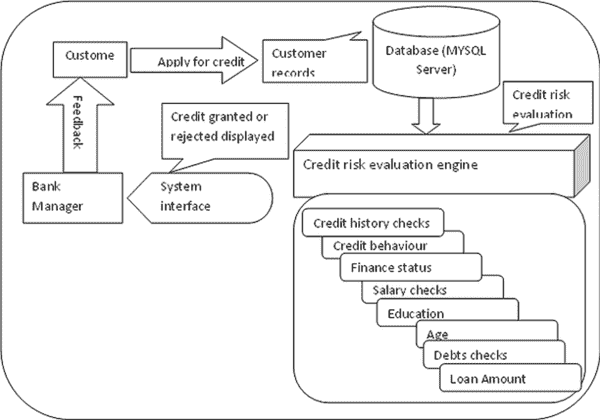 Custome
Apply for credit
Customer
records
Database (MYSQL
Server)
Credit risk
evaluation
Feedback
Credit granted or
rejected displayed
Credit risk evaluation engine
Bank
Manager
System
interface
Credit history checks
Credit behaviour
Finance status
Salary checks
Education
Age
Debts checks
Loan Amount